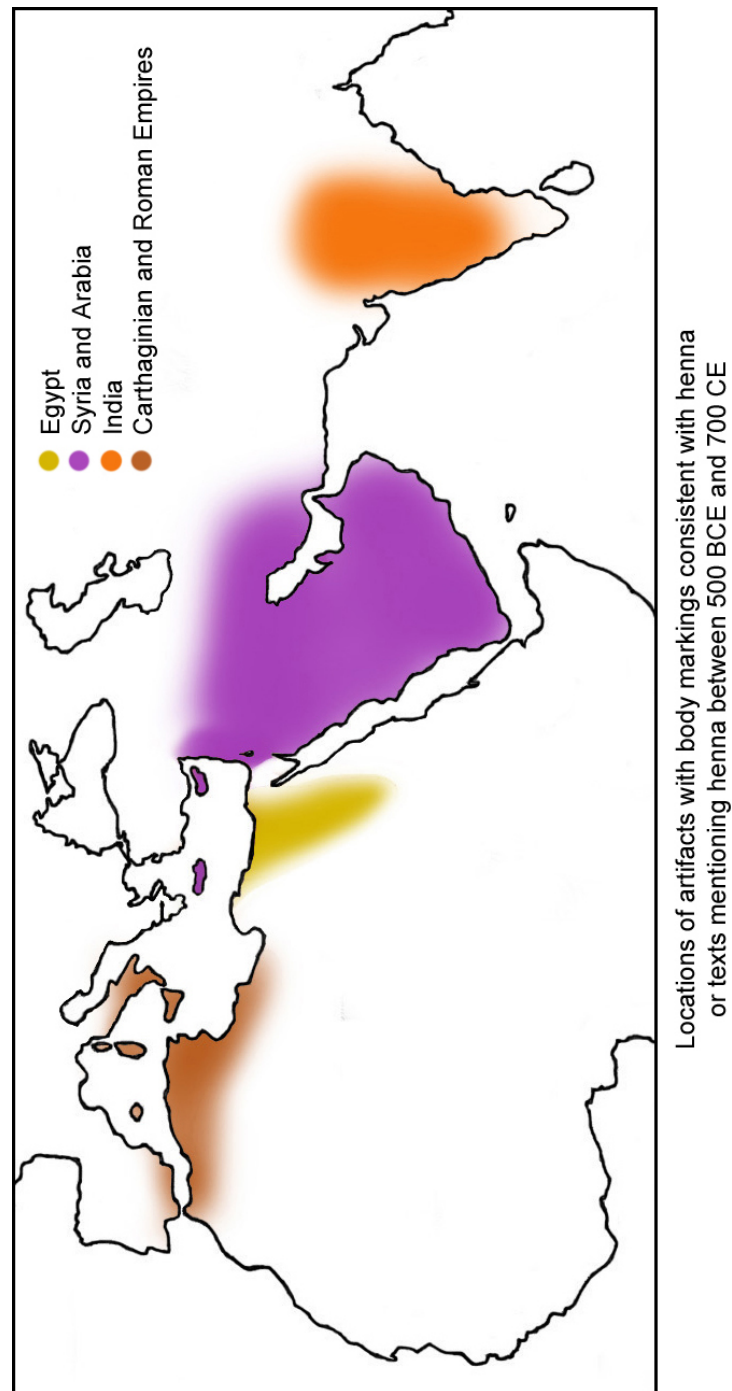 Egypt
Syria and Arabia
India
Carthaginian and Roman Empires
Locations of artifacts with body markings consistent with henna
or texts mentioning henna between 500 BCE and 700 CE